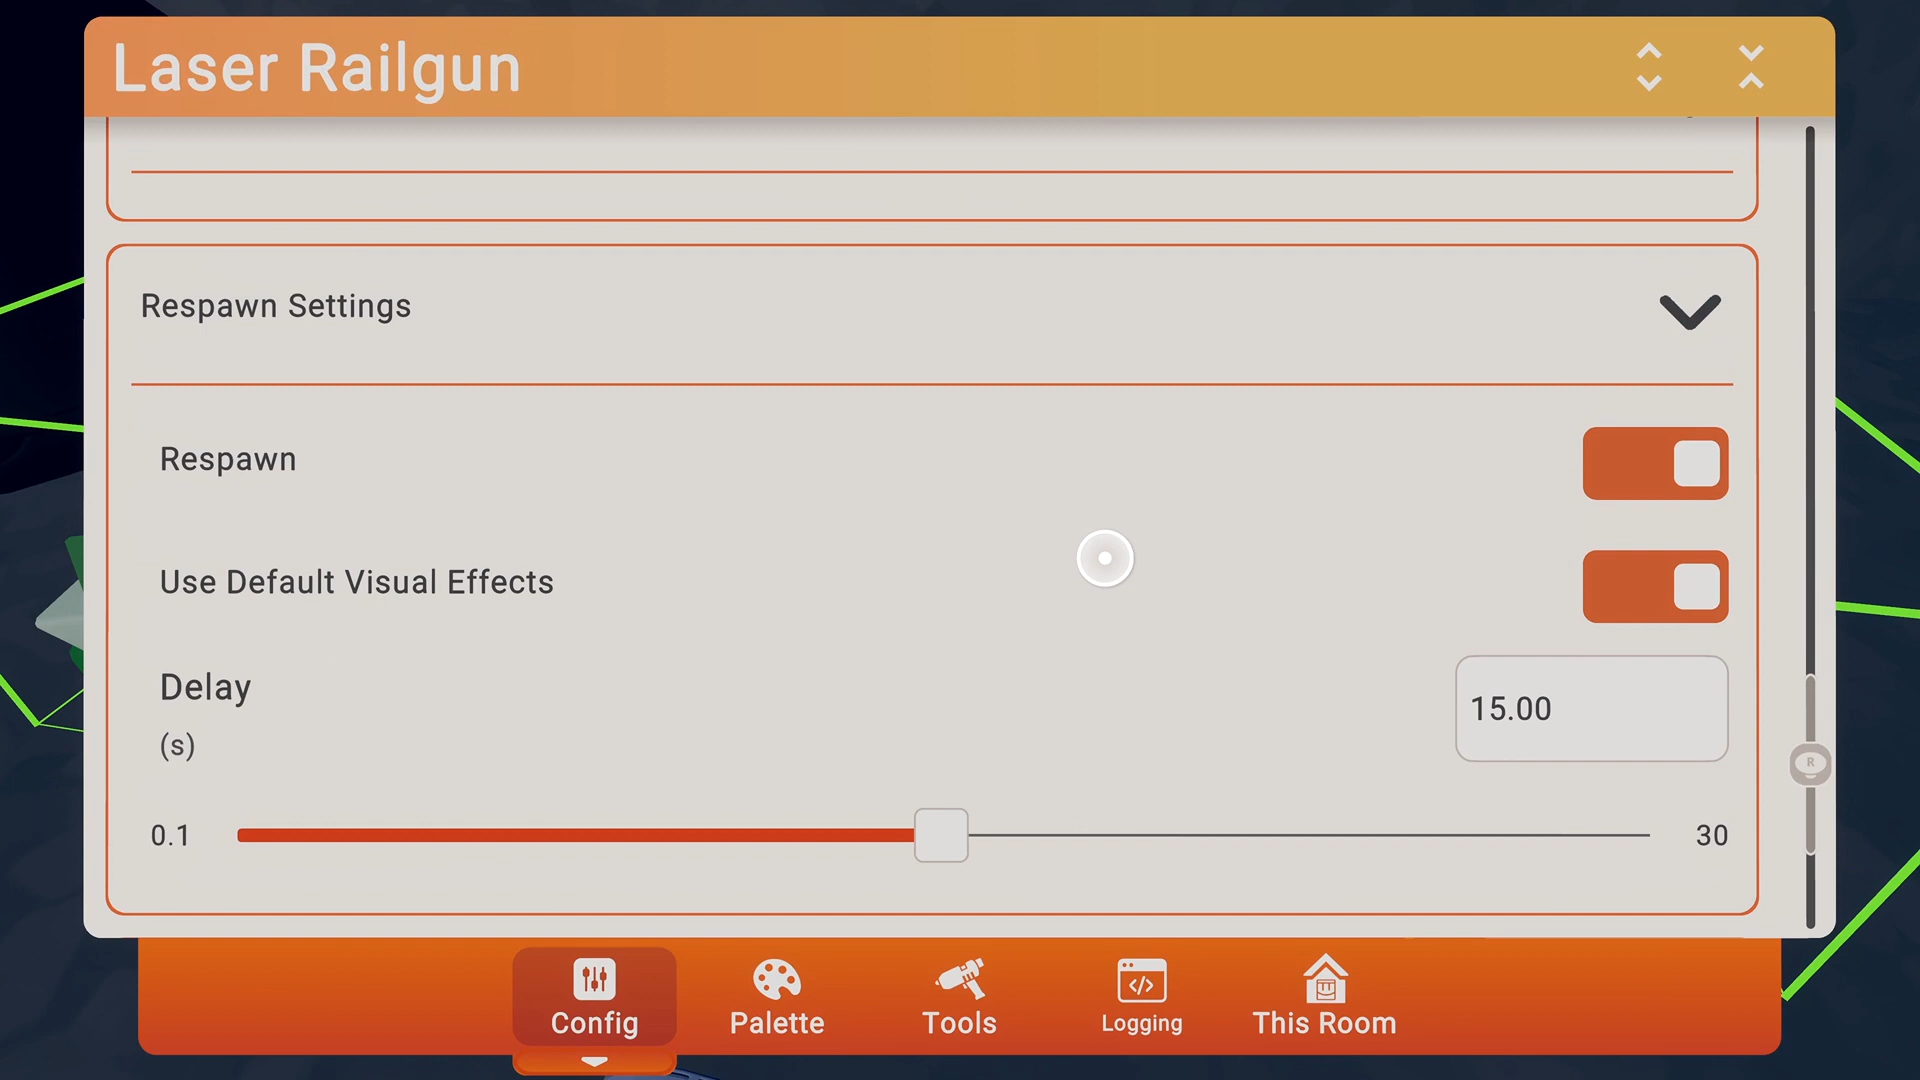 Laser Railgun
Respawn Settings
Respawn
Use Default Visual Effects
Delay
(s)
15.00
0.1
30
R
Config
Palette
Tools
Logging
This Room